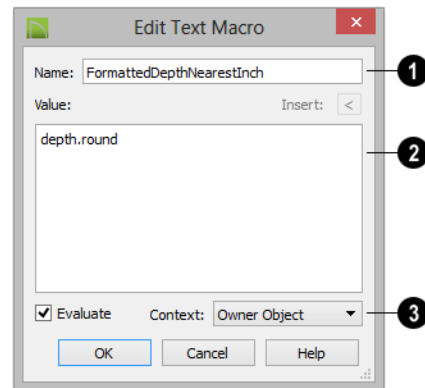 Edit Text Macro
Name: FormattedDepthNearestInch 1
Value: Insert: <
depth.round 2
Evaluate Context: Owner Object 3
OK Cancel Help